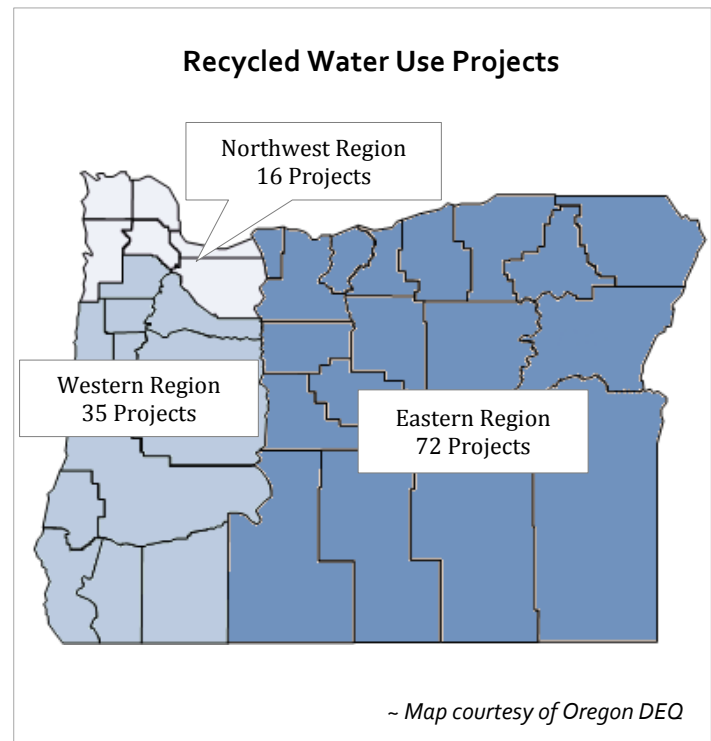 Recycled Water Use Projects
Northwest Region
16 Projects
Western Region
35 Projects
Eastern Region
72 Projects
~ Map courtesy of Oregon DEQ